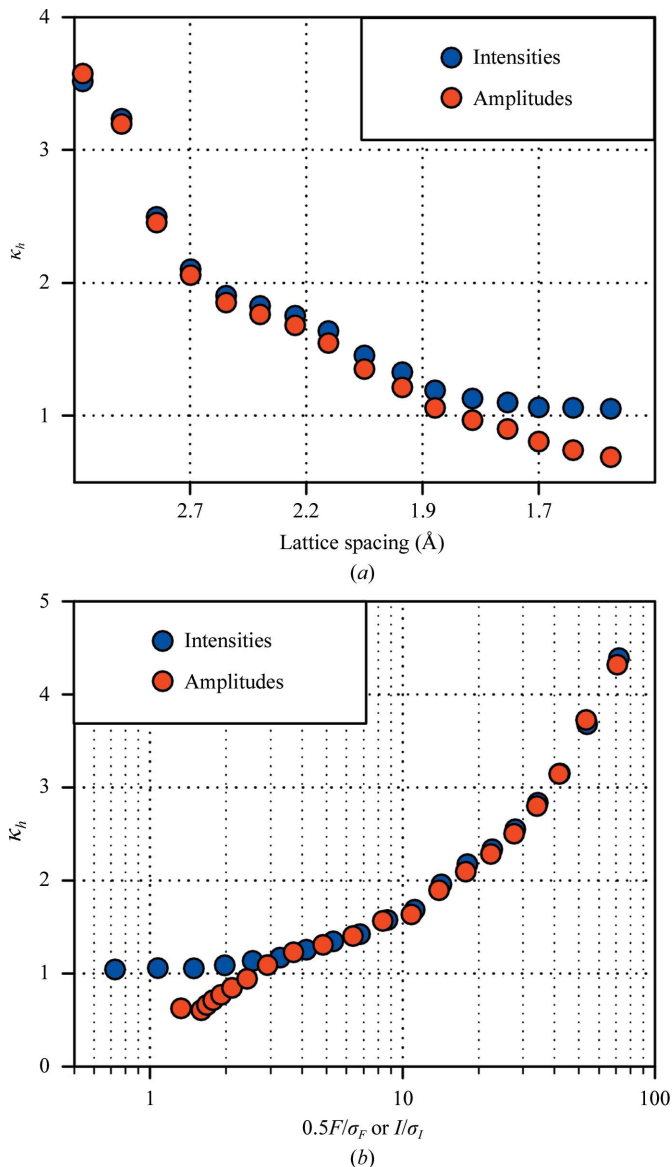 4
Intensities
Amplitudes
3
κh
2
1
2.7 2.2 1.9 1.7
Lattice spacing (Å)
(a)
5
Intensities
Amplitudes
4
3
κh
2
1
0
1 10 100
0.5F/σF or I/σI
(b)